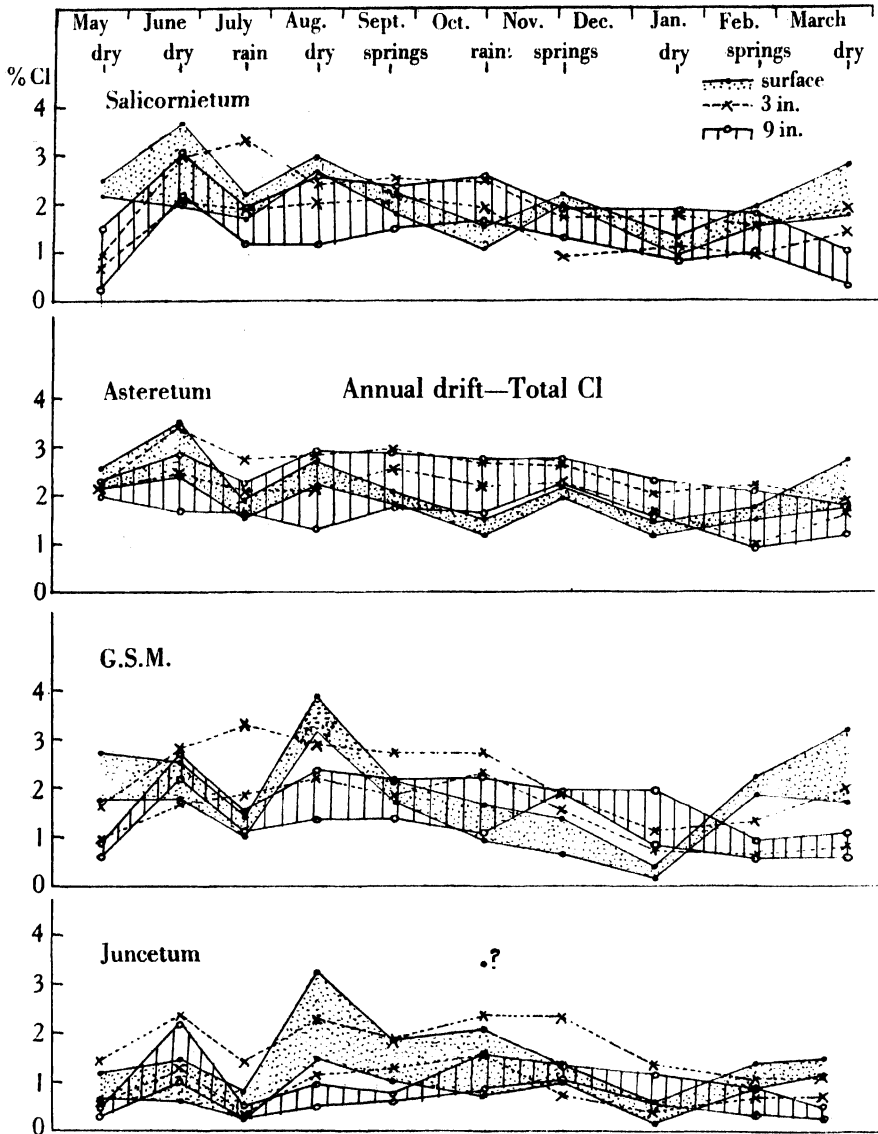 May June July Aug. Sept. Oct. Nov. Dec. Jan. Feb. March
dry dry rain dry springs rains springs dry springs dry
% Cl
Salicornietum
surface
3 in.
9 in.
4
3
2
1
0
Asteretum
Annual drift—Total Cl
4
3
2
1
0
G.S.M.
4
3
2
1
0
Juncetum
?
4
3
2
1
0